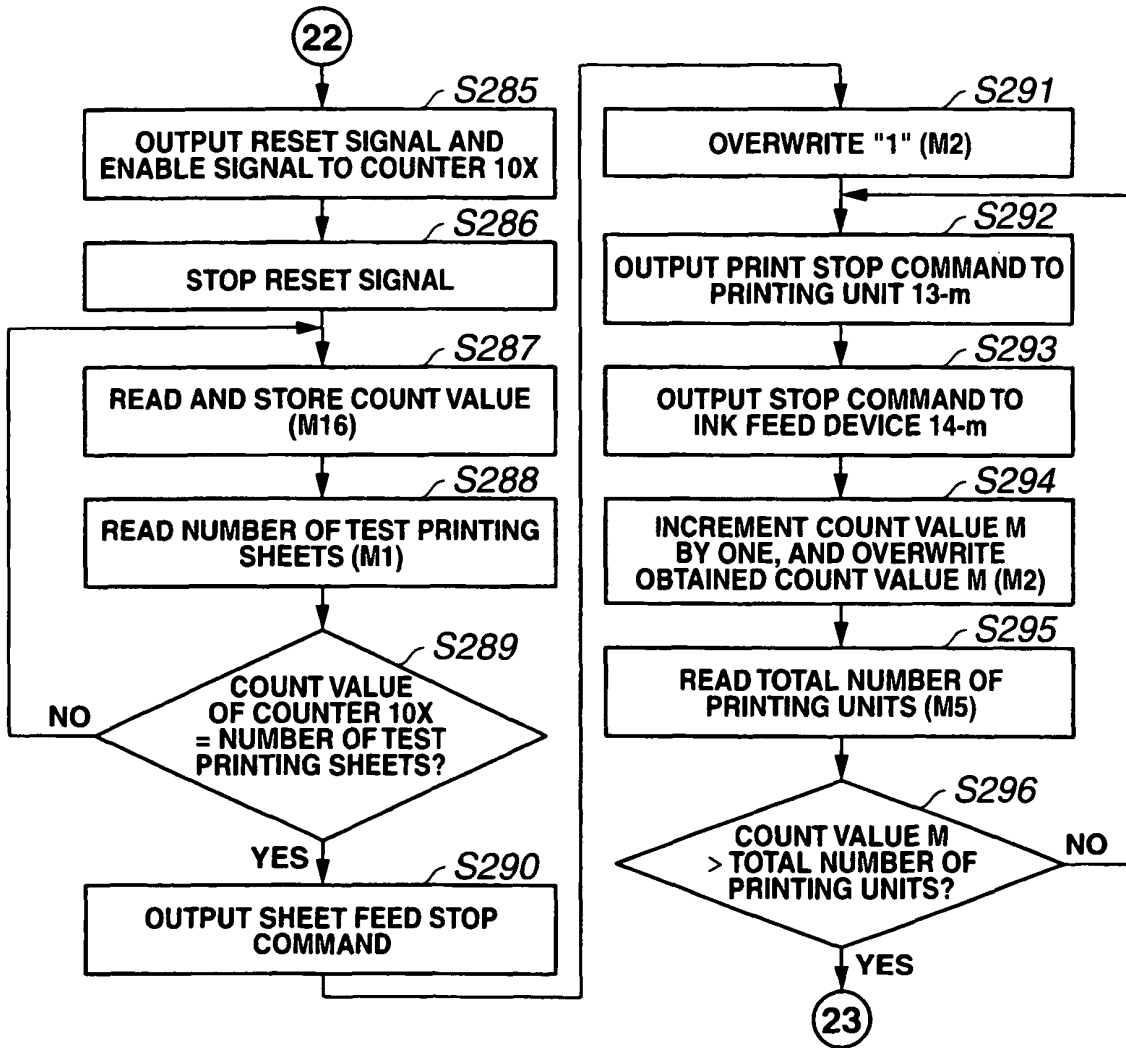 22
S285
OUTPUT RESET SIGNAL AND
ENABLE SIGNAL TO COUNTER 10X
S286
STOP RESET SIGNAL
S287
READ AND STORE COUNT VALUE
(M16)
S288
READ NUMBER OF TEST PRINTING
SHEETS (M1)
S289
COUNT VALUE
OF COUNTER 10X
= NUMBER OF TEST
PRINTING SHEETS?
NO
YES
S290
OUTPUT SHEET FEED STOP
COMMAND
S291
OVERWRITE "1" (M2)
S292
OUTPUT PRINT STOP COMMAND TO
PRINTING UNIT 13-m
S293
OUTPUT STOP COMMAND TO
INK FEED DEVICE 14-m
S294
INCREMENT COUNT VALUE M
BY ONE, AND OVERWRITE
OBTAINED COUNT VALUE M (M2)
S295
READ TOTAL NUMBER OF
PRINTING UNITS (M5)
S296
COUNT VALUE M
> TOTAL NUMBER OF
PRINTING UNITS?
NO
YES
23